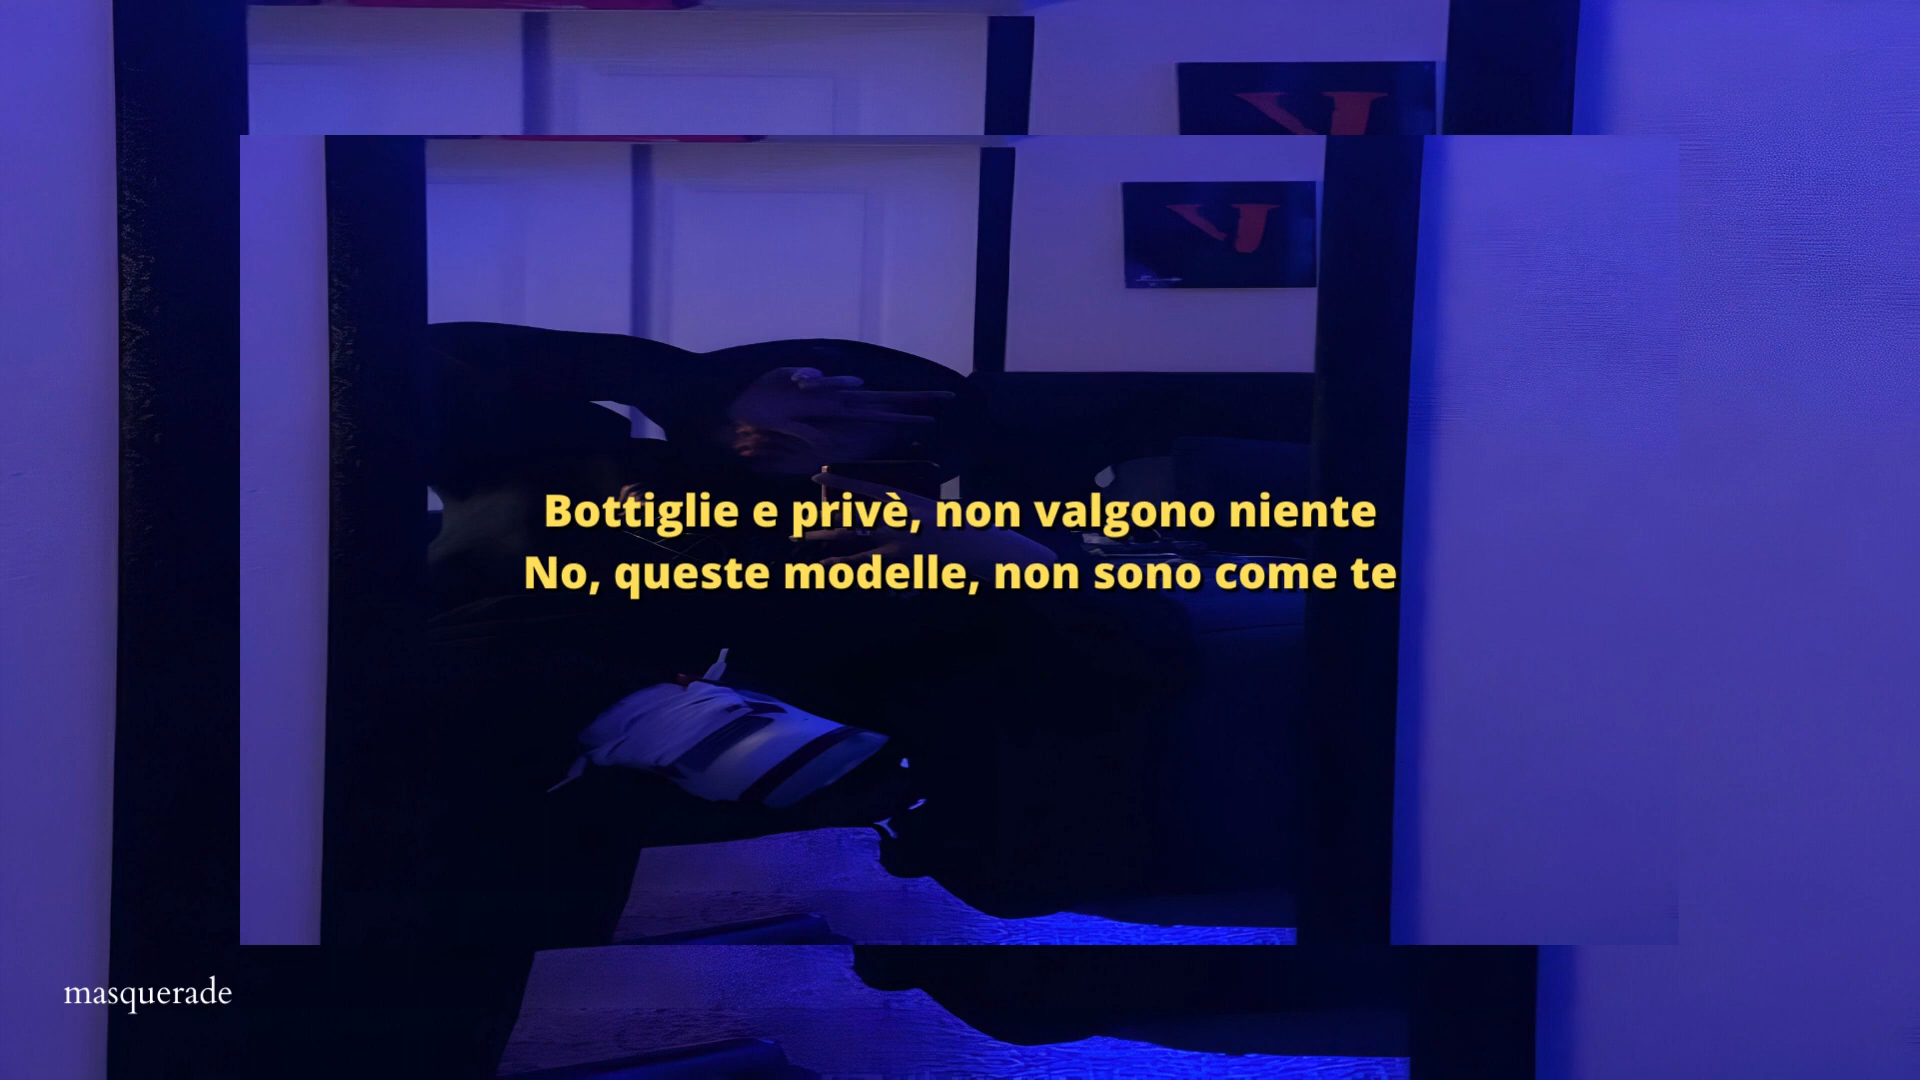 Bottiglie e privè, non valgono niente
No, queste modelle, non sono come te
masquerade